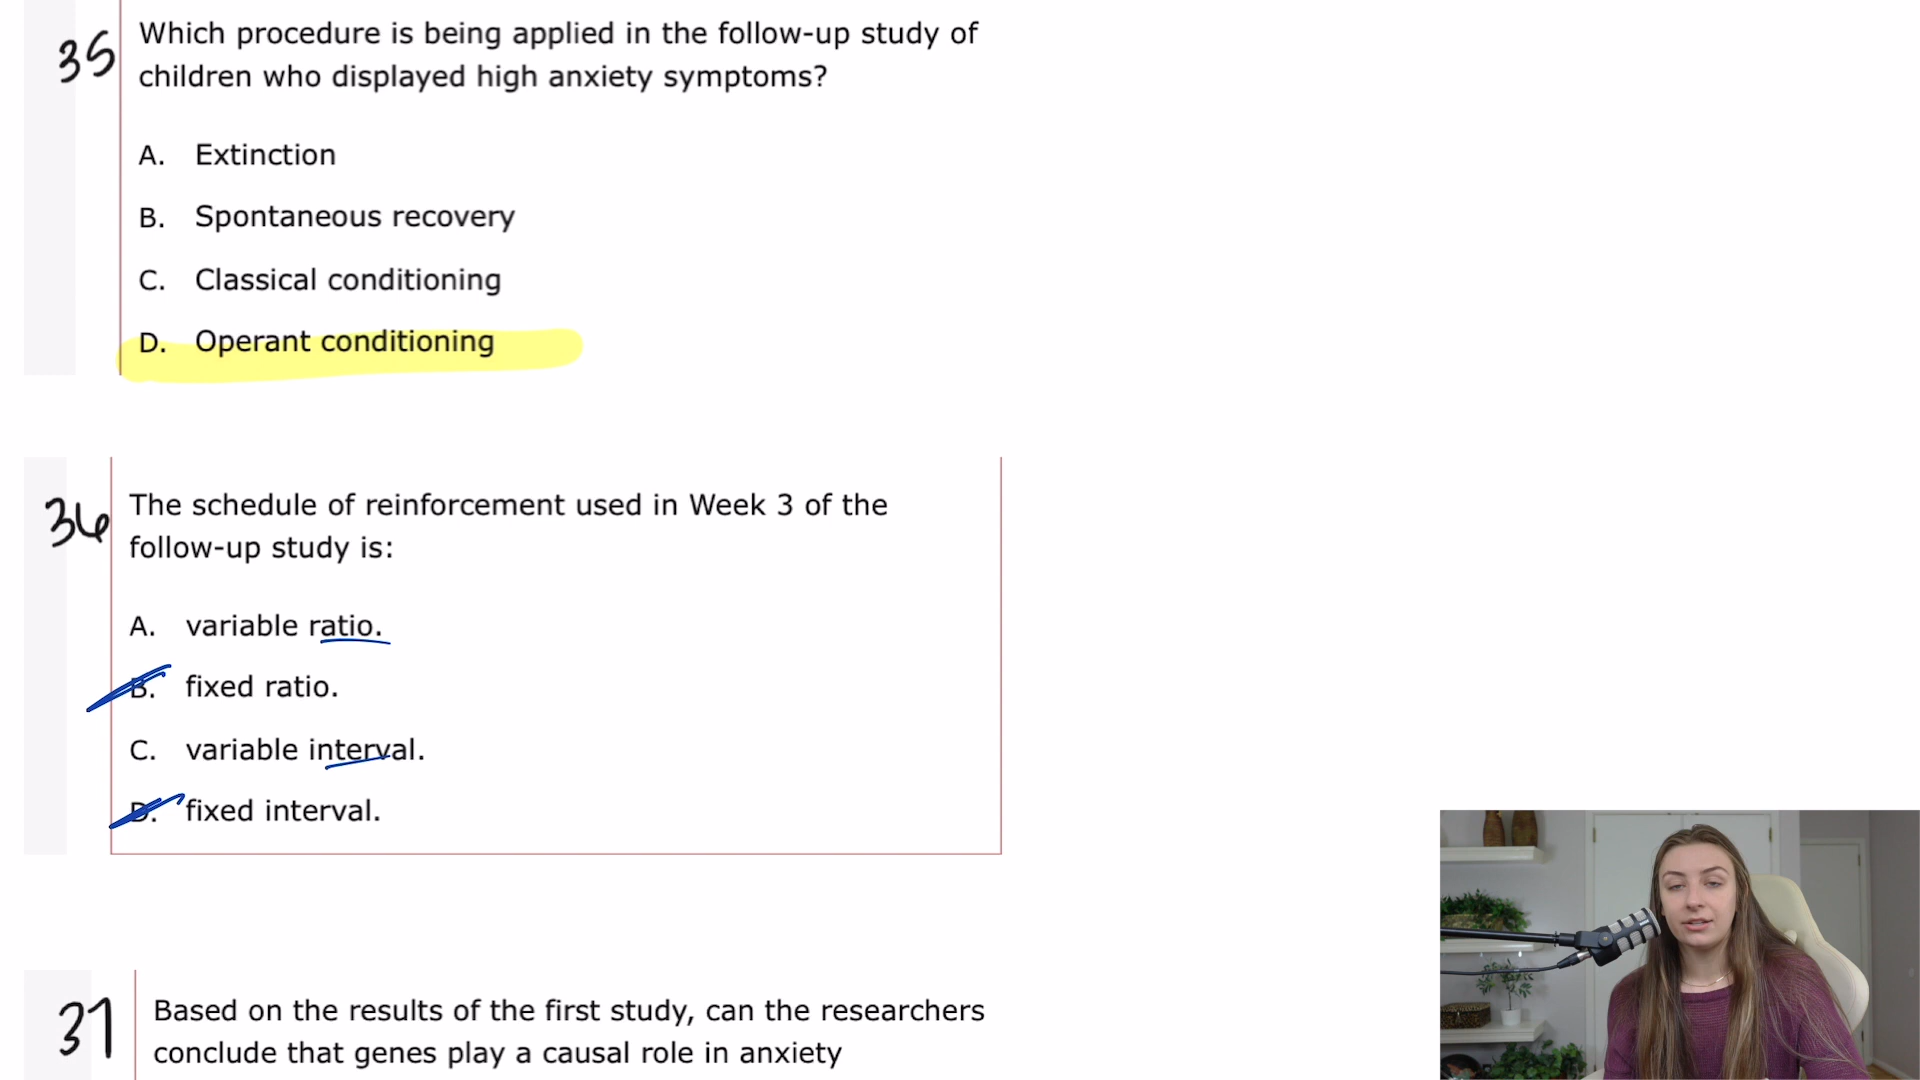 35
Which procedure is being applied in the follow-up study of
children who displayed high anxiety symptoms?
A. Extinction
B. Spontaneous recovery
C. Classical conditioning
D. Operant conditioning
36
The schedule of reinforcement used in Week 3 of the
follow-up study is:
A. variable ratio.
B. fixed ratio.
C. variable interval.
D. fixed interval.
37
Based on the results of the first study, can the researchers
conclude that genes play a causal role in anxiety